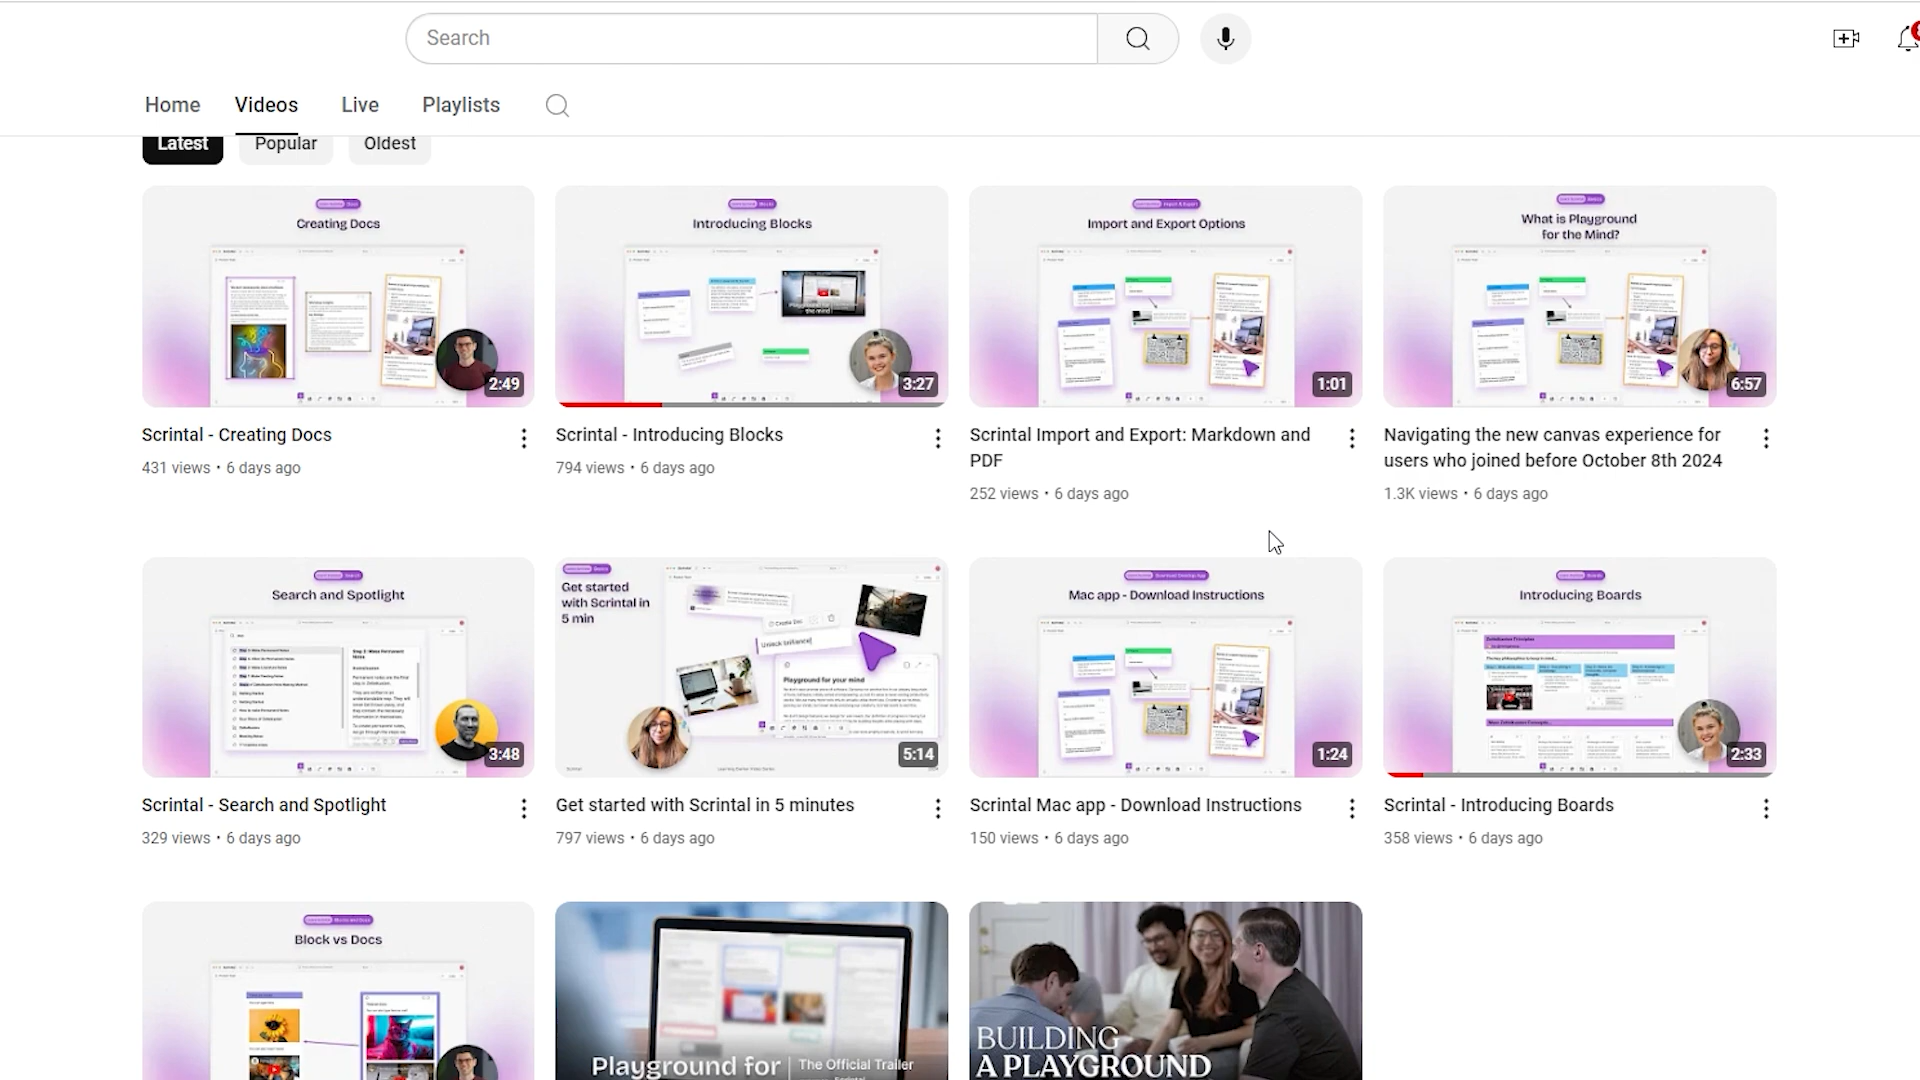 Search
Home
Videos
Live
Playlists
Latest
Popular
Oldest
Creating Docs
2:49
Introducing Blocks
3:27
Import and Export Options
1:01
What is Playground
for the Mind?
6:57
Scrintal - Creating Docs
431 views • 6 days ago
Scrintal - Introducing Blocks
794 views • 6 days ago
Scrintal Import and Export: Markdown and
PDF
252 views • 6 days ago
Navigating the new canvas experience for
users who joined before October 8th 2024
1.3K views • 6 days ago
Search and Spotlight
3:48
Get started
with Scrintal in
5 min
Create Doc
Unlock brilliance
Playground for your mind
5:14
Mac app - Download Instructions
1:24
Introducing Boards
2:33
Scrintal - Search and Spotlight
329 views • 6 days ago
Get started with Scrintal in 5 minutes
797 views • 6 days ago
Scrintal Mac app - Download Instructions
150 views • 6 days ago
Scrintal - Introducing Boards
358 views • 6 days ago
Block vs Docs
Playground for
The Official Trailer
BUILDING
A PLAYGROUND